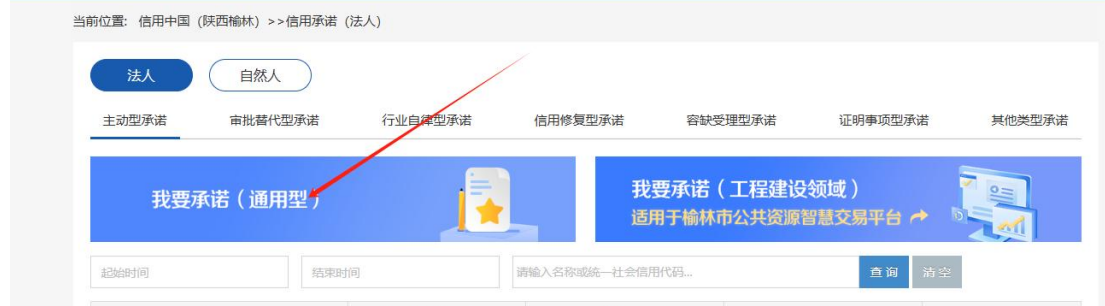 当前位置: 信用中国（陕西榆林）>>信用承诺（法人）
法人 自然人
主动型承诺 审批替代型承诺 行业自律型承诺 信用修复型承诺 容缺受理型承诺 证明事项型承诺 其他类型承诺
我要承诺（通用型）
我要承诺（工程建设领域）
适用于榆林市公共资源智慧交易平台
起始时间 结束时间 请输入名称或统一社会信用代码... 查询 清空